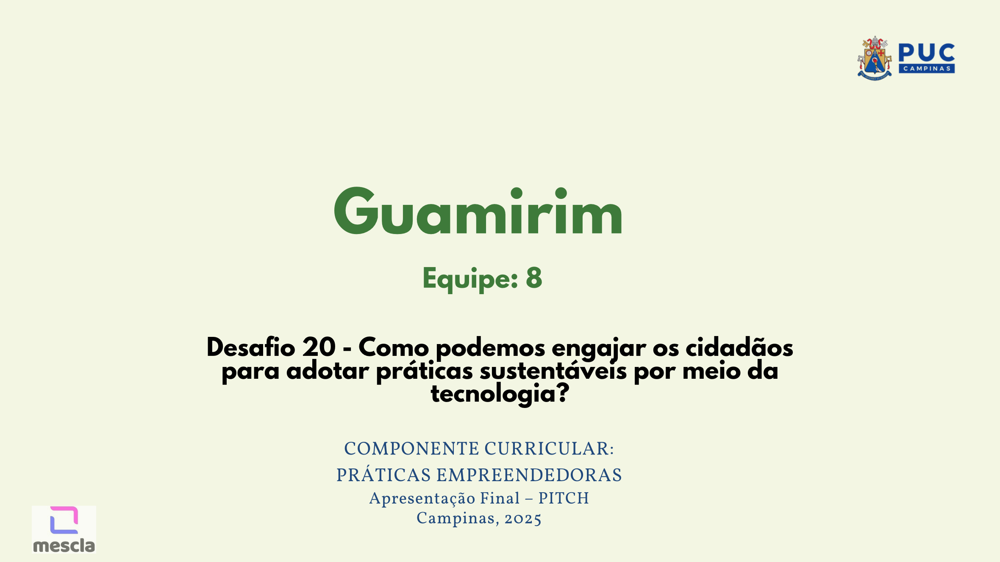 PUC
CAMPINAS
Guamirim
Equipe: 8
Desafio 20 - Como podemos engajar os cidadãos
para adotar práticas sustentáveis por meio da
tecnologia?
COMPONENTE CURRICULAR:
PRÁTICAS EMPREENDEDORAS
Apresentação Final – PITCH
Campinas, 2025
mescla